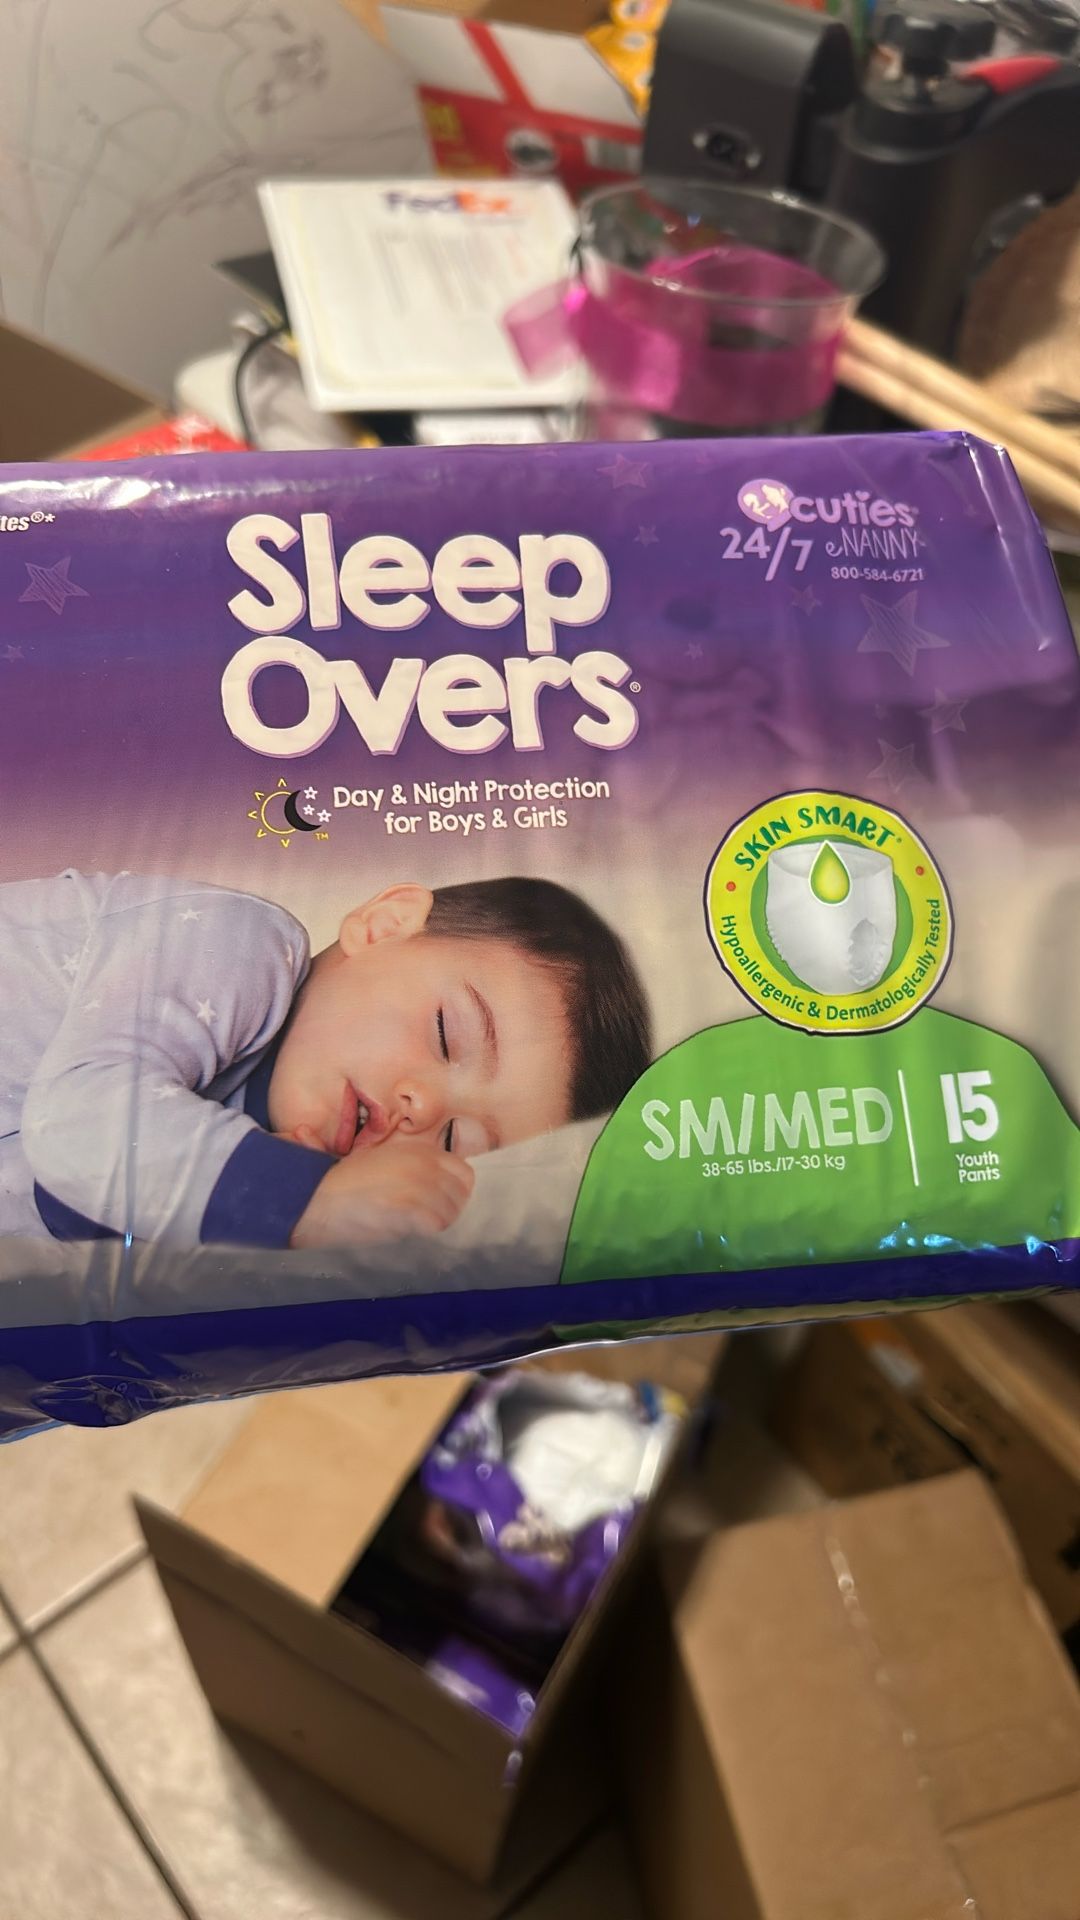 FedEx
tes®*
Sleep
Overs®
cuties®
24/7 eNANNY
800-584-6721
Day & Night Protection
for Boys & Girls
TM
SKIN SMART®
Hypoallergenic & Dermatologically Tested
SM/MED
38-65 lbs./17-30 kg
15
Youth
Pants